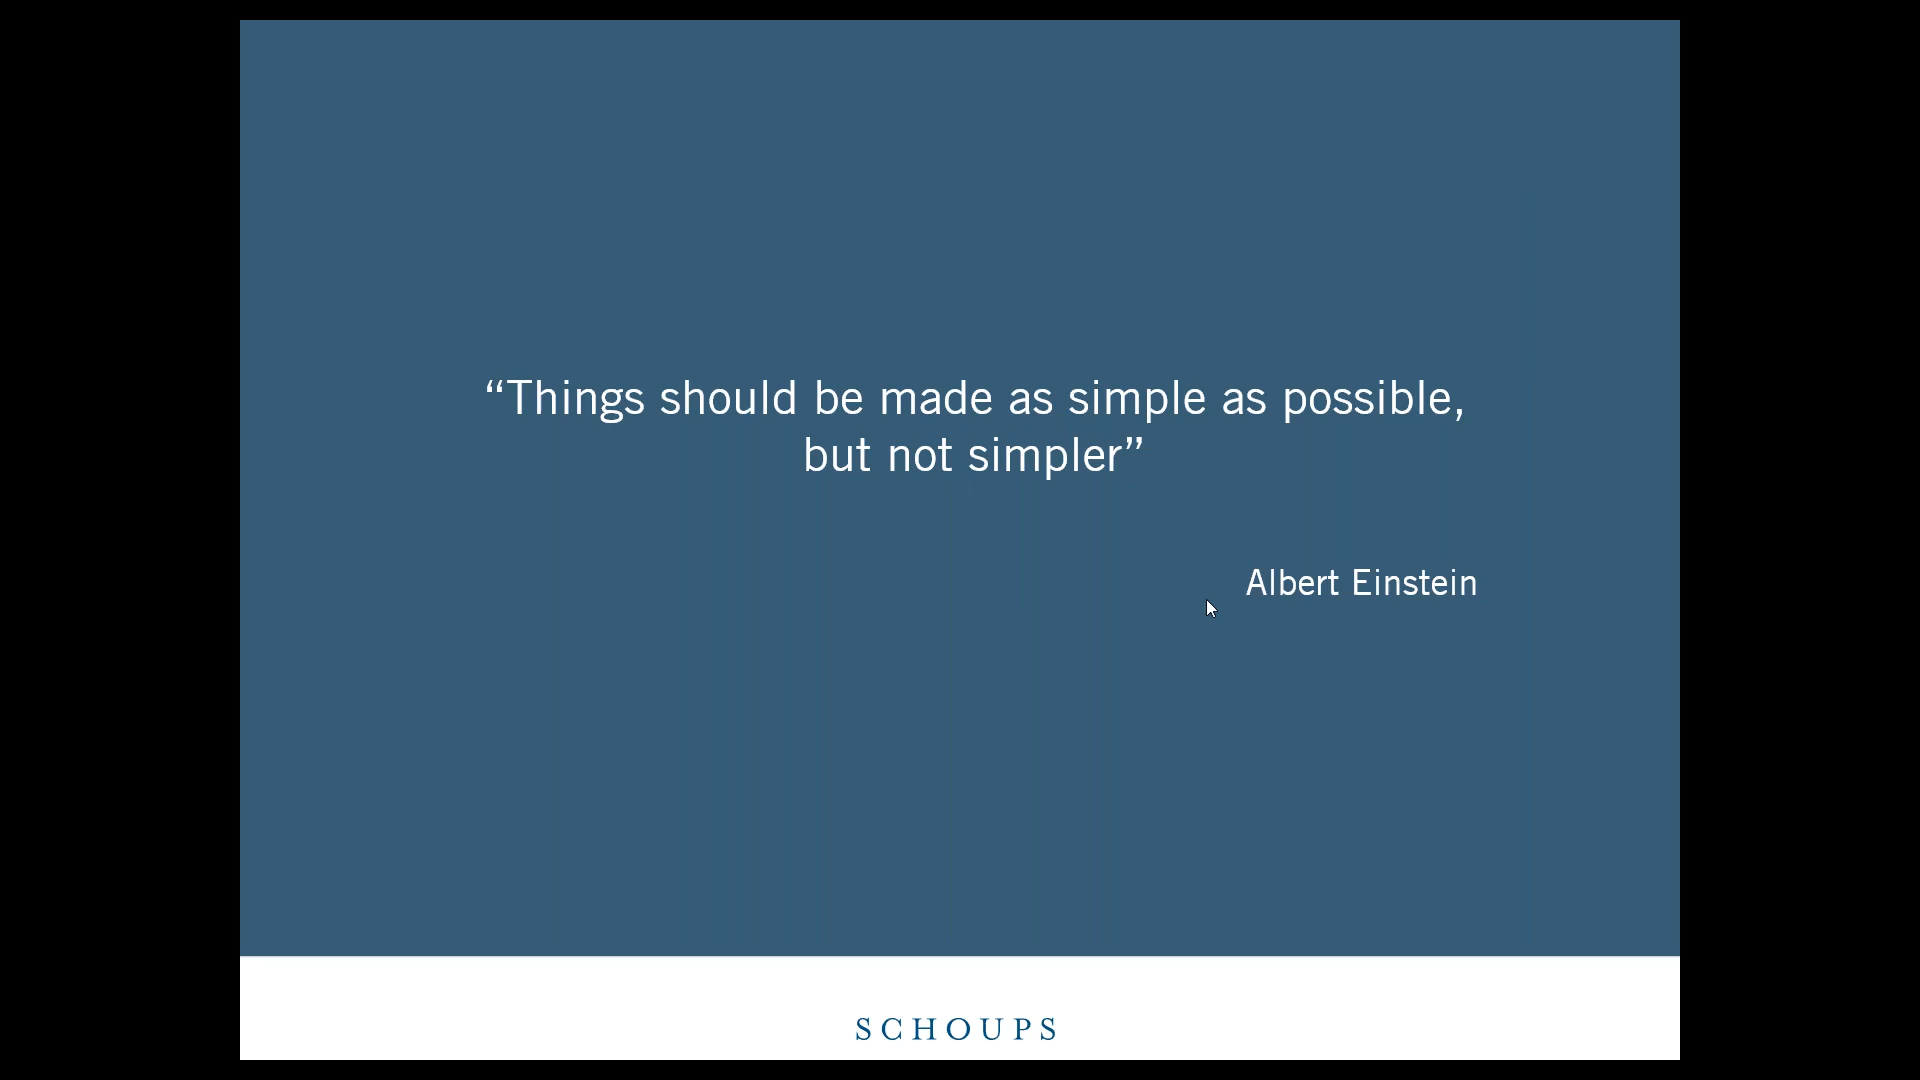 “Things should be made as simple as possible,
but not simpler”
Albert Einstein
SCHOUPS